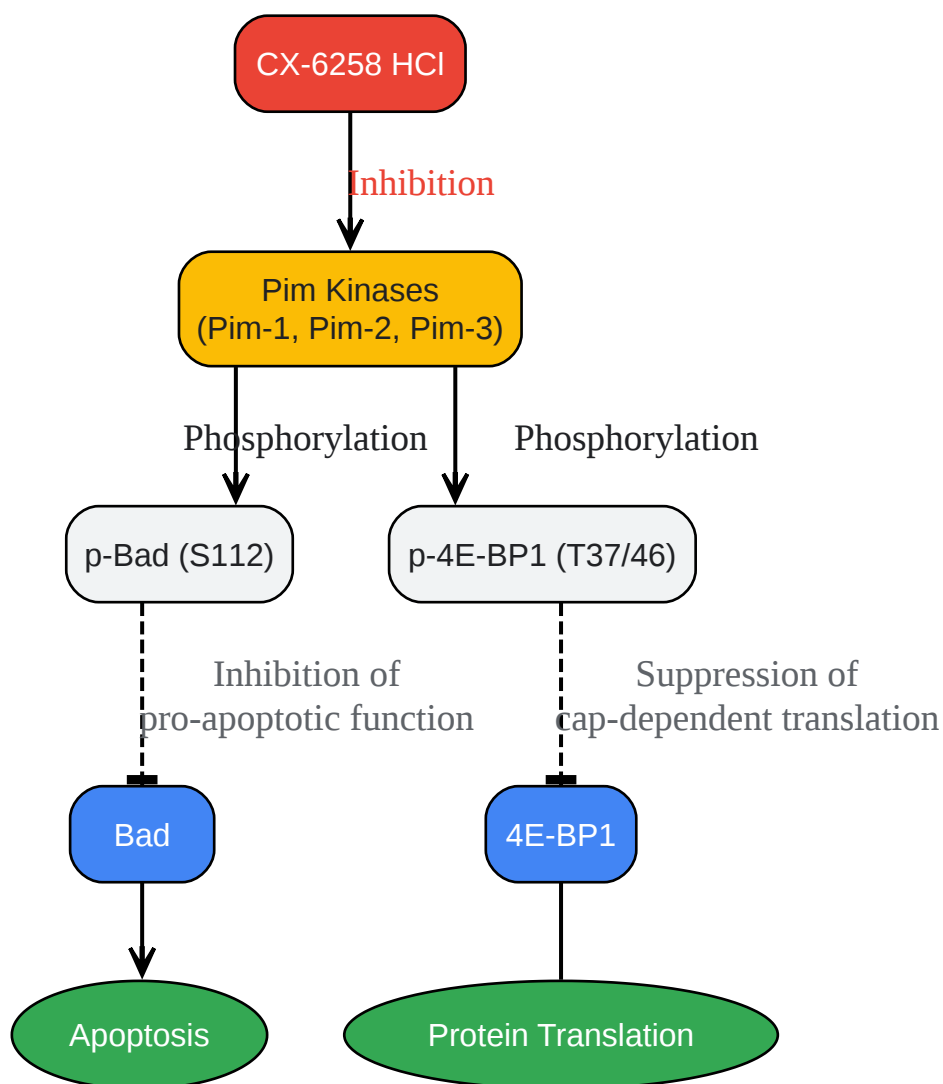 CX-6258 HCl
Inhibition
Pim Kinases
(Pim-1, Pim-2, Pim-3)
Phosphorylation
Phosphorylation
p-Bad (S112)
p-4E-BP1 (T37/46)
Inhibition of
pro-apoptotic function
Suppression of
cap-dependent translation
Bad
4E-BP1
Apoptosis
Protein Translation